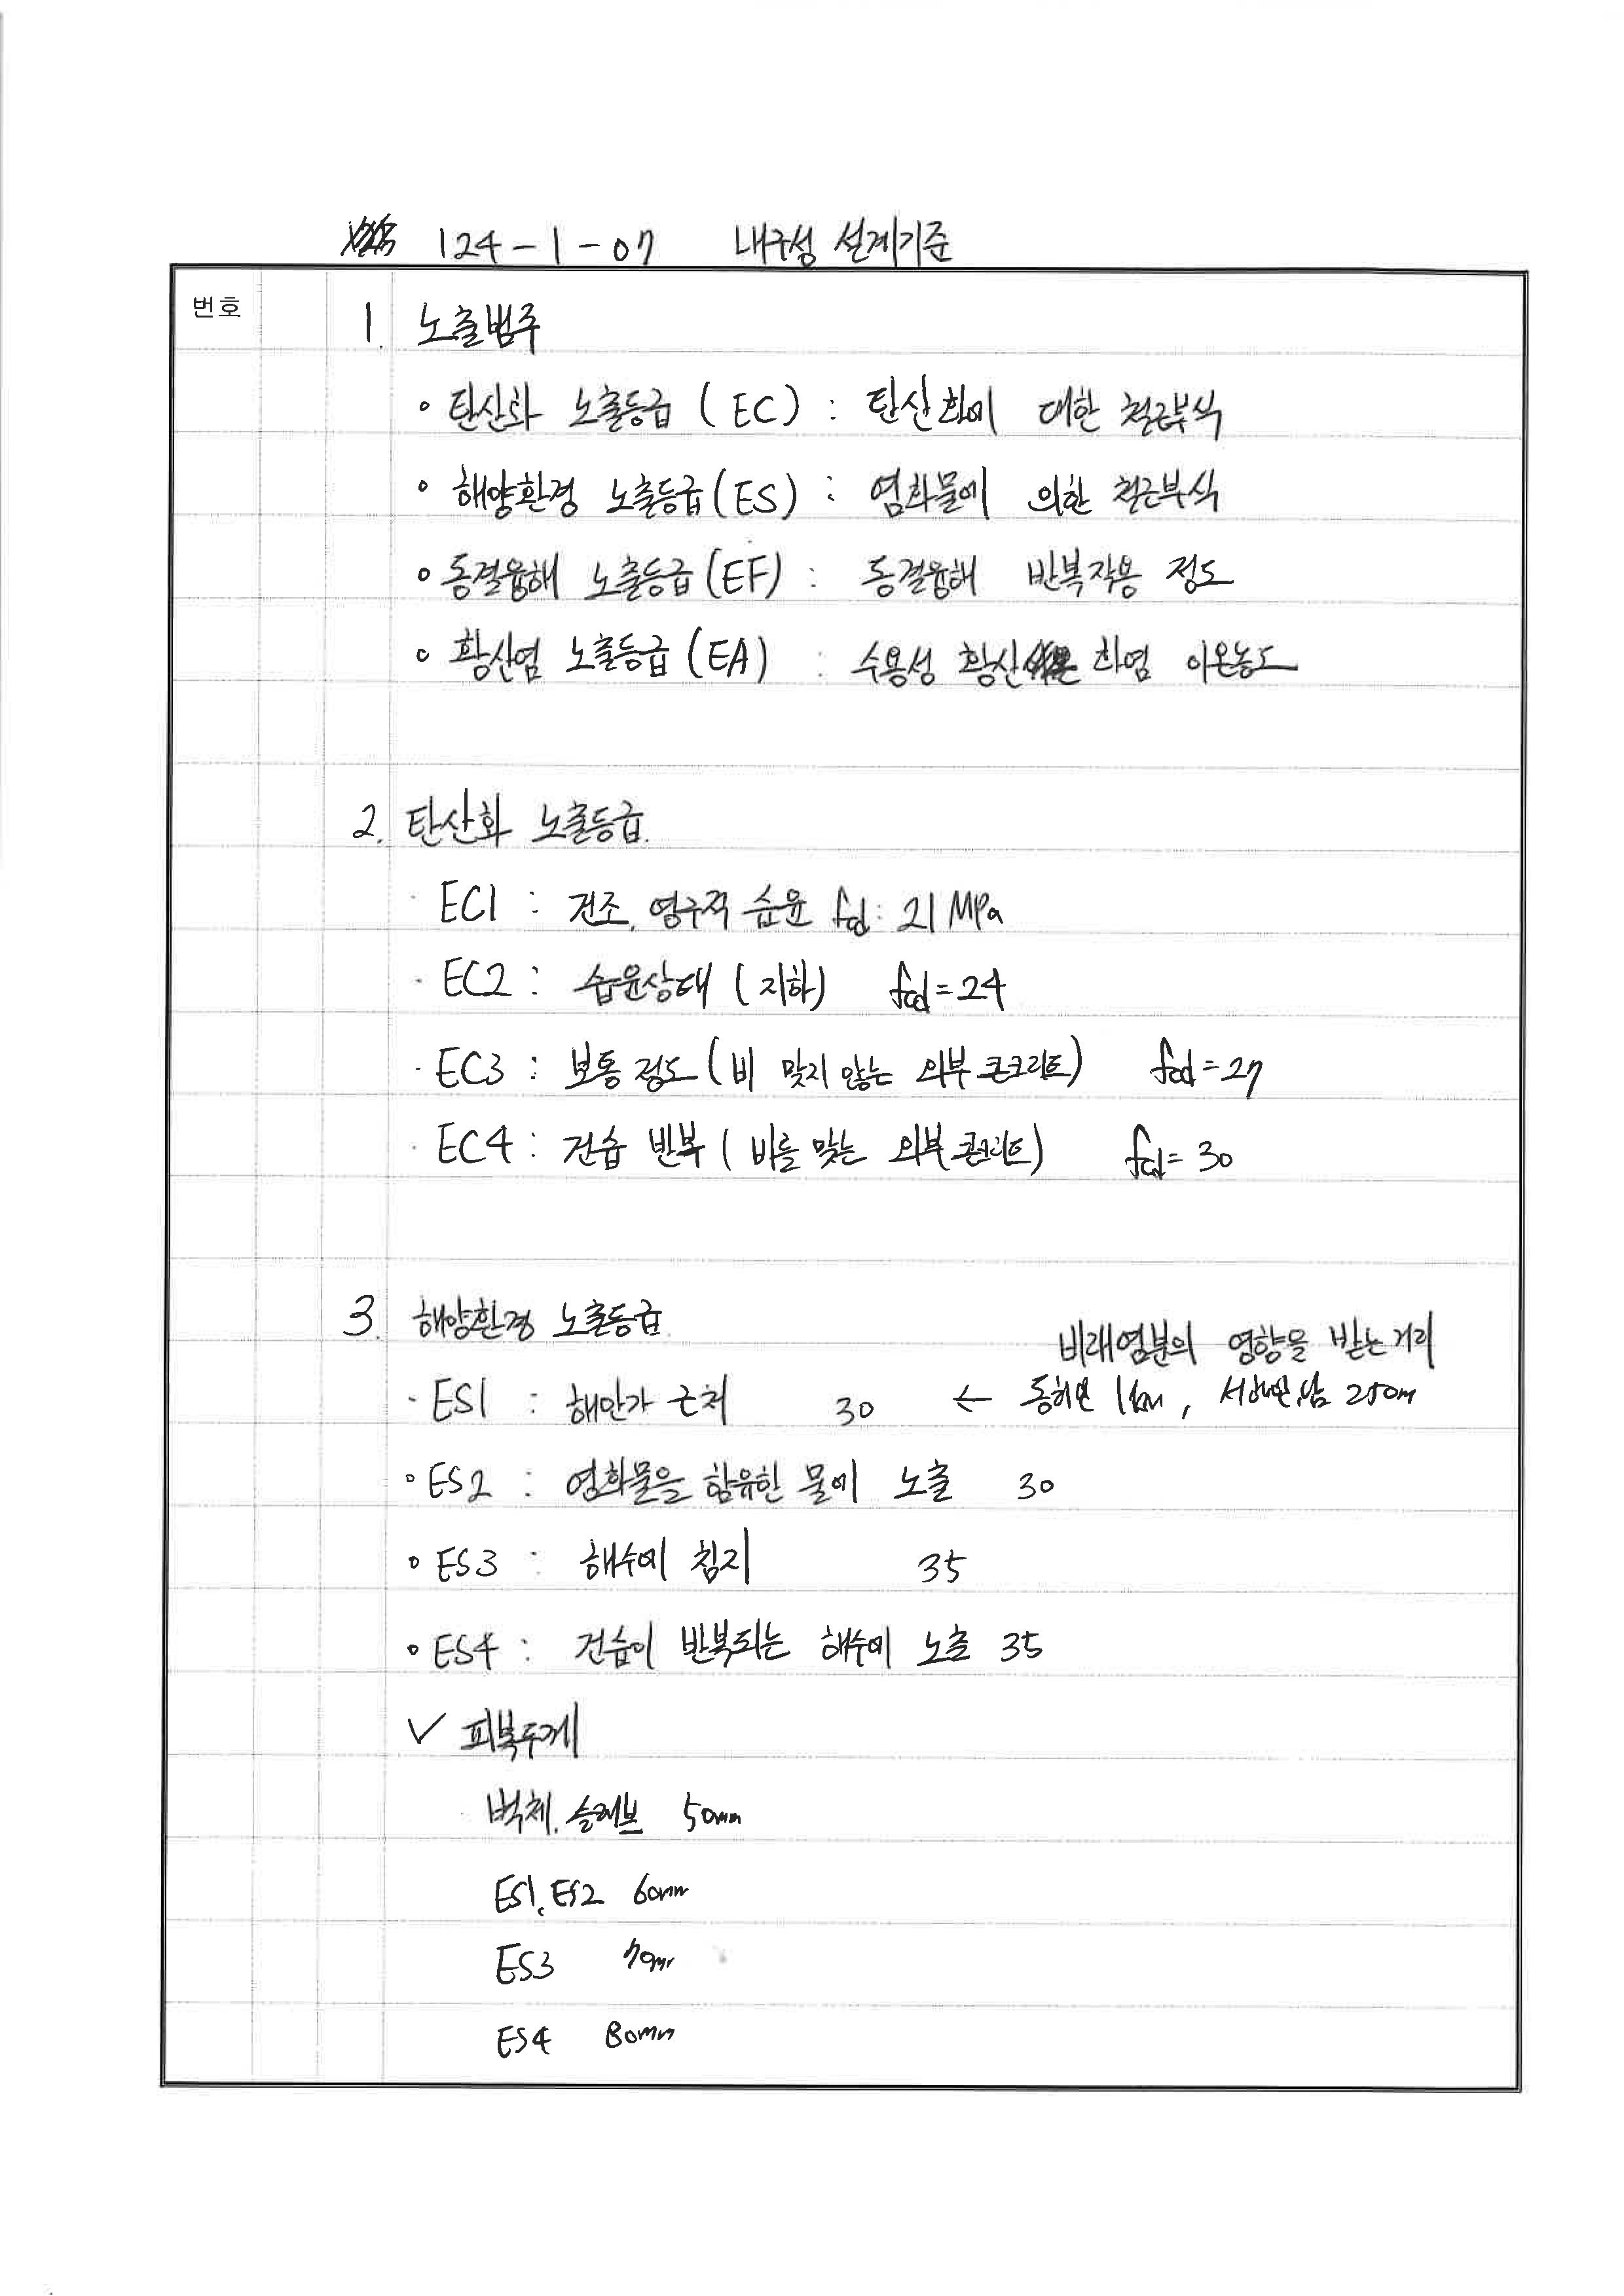 124-1-07 내구성 설계기준
번호
1. 노출범주
• 탄산화 노출등급 (EC) : 탄산화에 대한 철근부식
• 해양환경 노출등급 (ES) : 염화물에 의한 철근부식
• 동결융해 노출등급 (EF) : 동결융해 반복작용 정도
• 황산염 노출등급 (EA) : 수용성 황산 화염 이온농도
2. 탄산화 노출등급.
· EC1 : 건조, 영구적 습윤 fcd : 21 MPa
· EC2 : 습윤상태 (지하) fcd = 24
· EC3 : 보통 정도 (비 맞지 않는 외부 콘크리트) fcd = 27
· EC4 : 건습 반복 (비를 맞는 외부 콘크리트) fcd = 30
3. 해양환경 노출등급
비래염분의 영향을 받는 거리
· ES1 : 해안가 근처 30 ← 동해면 1km, 서해면,남 250m
• ES2 : 염화물을 함유한 물에 노출 30
• ES3 : 해수에 침지 35
• ES4 : 건습이 반복되는 해수에 노출 35
✓ 피복두께
벽체, 슬래브 50mm
ES1, ES2 60mm
ES3 70mm
ES4 80mm